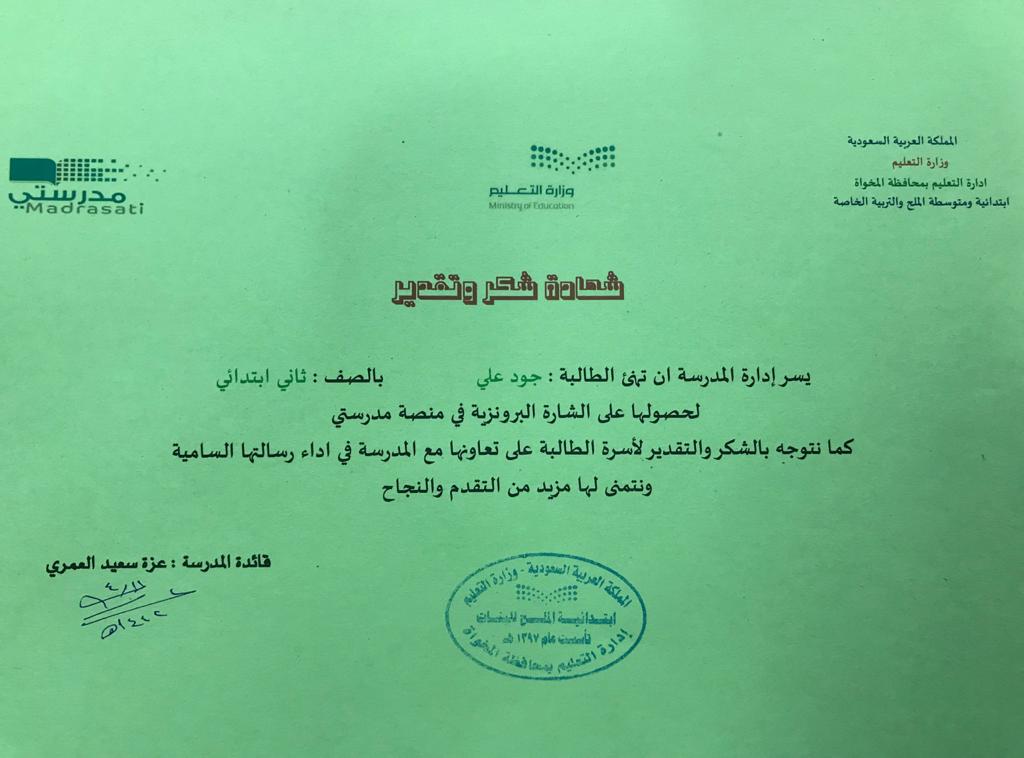 المملكة العربية السعودية
وزارة التعليم
ادارة التعليم بمحافظة المخواة
ابتدائية ومتوسطة الملح والتربية الخاصة
وزارة التعـليـم
Ministry of Education
مدرستي
Madrasati
شهادة شكر وتقدير
يسر إدارة المدرسة ان تهنئ الطالبة : جود علي بالصف : ثاني ابتدائي
لحصولها على الشارة البرونزية في منصة مدرستي
كما نتوجه بالشكر والتقدير لأسرة الطالبة على تعاونها مع المدرسة في اداء رسالتها السامية
ونتمنى لها مزيد من التقدم والنجاح
قائدة المدرسة : عزة سعيد العمري
المملكة العربية السعودية - وزارة التعليم
ابتدائية الملح للبنات
تأسست عام ١٣٩٧ هـ
إدارة التعليم بمحافظة المخواة